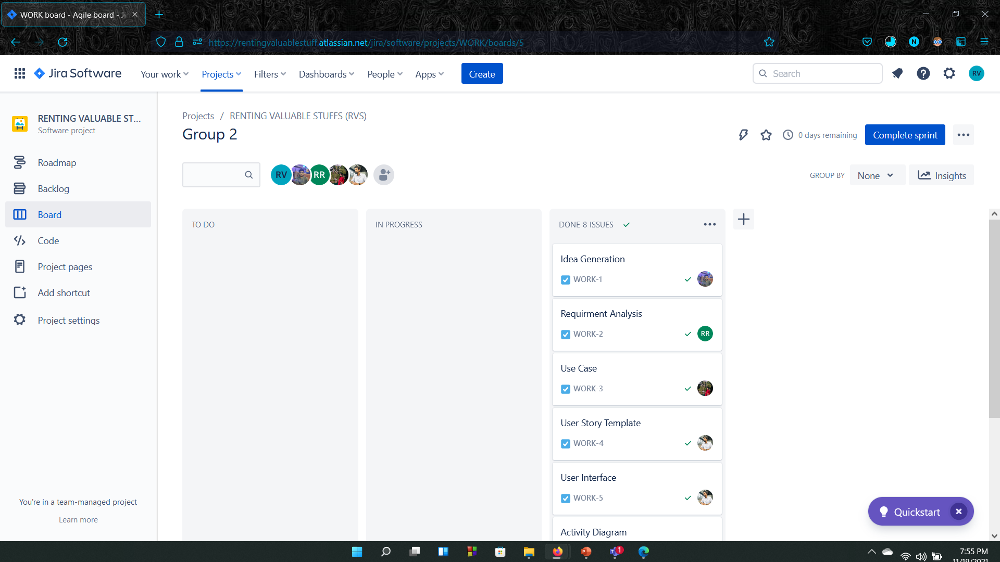 WORK board - Agile board - Jir
https://rentingvaluablestuff.atlassian.net/jira/software/projects/WORK/boards/5
N
Jira Software
Your work
Projects
Filters
Dashboards
People
Apps
Create
Search
RV
RENTING VALUABLE ST...
Software project
Roadmap
Backlog
Board
Code
Project pages
Add shortcut
Project settings
You're in a team-managed project
Learn more
Projects / RENTING VALUABLE STUFFS (RVS)
Group 2
0 days remaining
Complete sprint
RV
RR
GROUP BY
None
Insights
TO DO
IN PROGRESS
DONE 8 ISSUES
Idea Generation
WORK-1
Requirment Analysis
WORK-2
RR
Use Case
WORK-3
User Story Template
WORK-4
User Interface
WORK-5
Activity Diagram
Quickstart
1
7:55 PM
11/19/2021